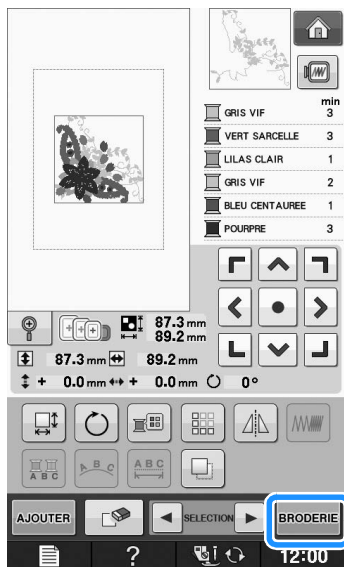 min
GRIS VIF 3
VERT SARCELLE 3
LILAS CLAIR 1
GRIS VIF 2
BLEU CENTAUREE 1
POURPRE 3
87.3 mm
89.2 mm
87.3 mm 89.2 mm
+ 0.0 mm + 0.0 mm 0°
A B C A B C A B C
AJOUTER SELECTION BRODERIE
? 12:00